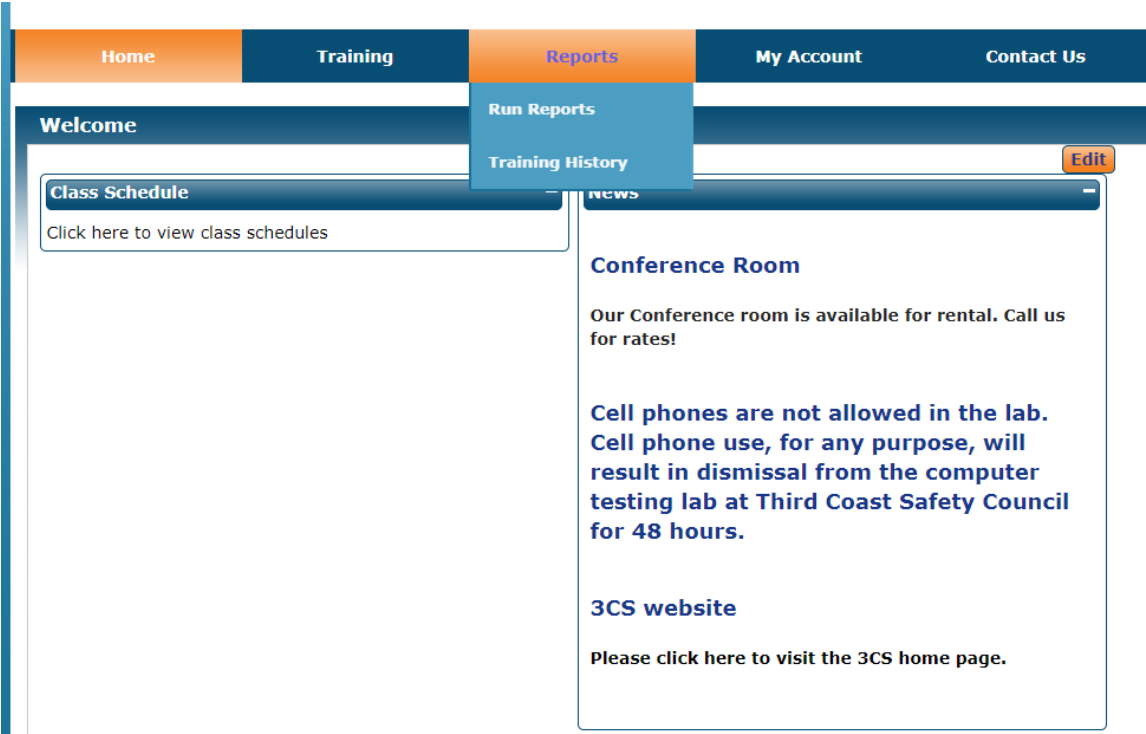 Home
Training
Reports
My Account
Contact Us
Run Reports
Training History
Welcome
Edit
Class Schedule
Click here to view class schedules
News
Conference Room
Our Conference room is available for rental. Call us
for rates!
Cell phones are not allowed in the lab.
Cell phone use, for any purpose, will
result in dismissal from the computer
testing lab at Third Coast Safety Council
for 48 hours.
3CS website
Please click here to visit the 3CS home page.